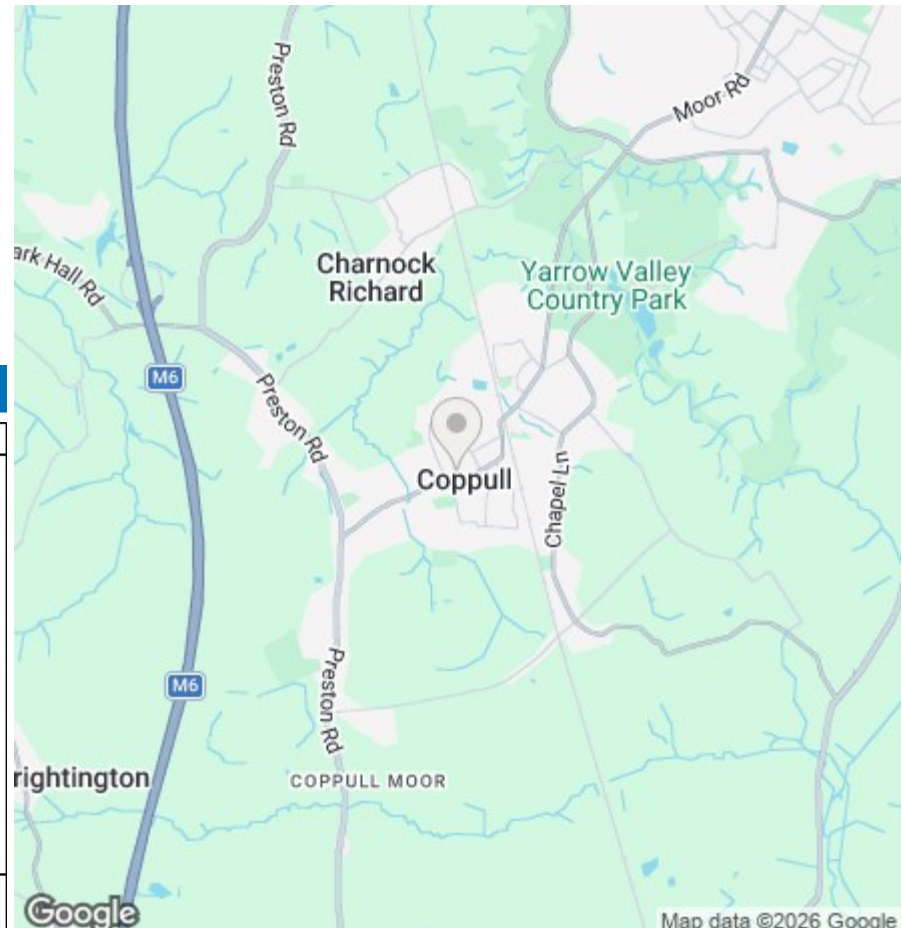 Preston Rd
Moor Rd
ark Hall Rd
Charnock
Richard
Yarrow Valley
Country Park
M6
Preston Rd
Coppull
Chapel Ln
M6
Preston Rd
rightington
COPPULL MOOR
Google
Map data ©2026 Google